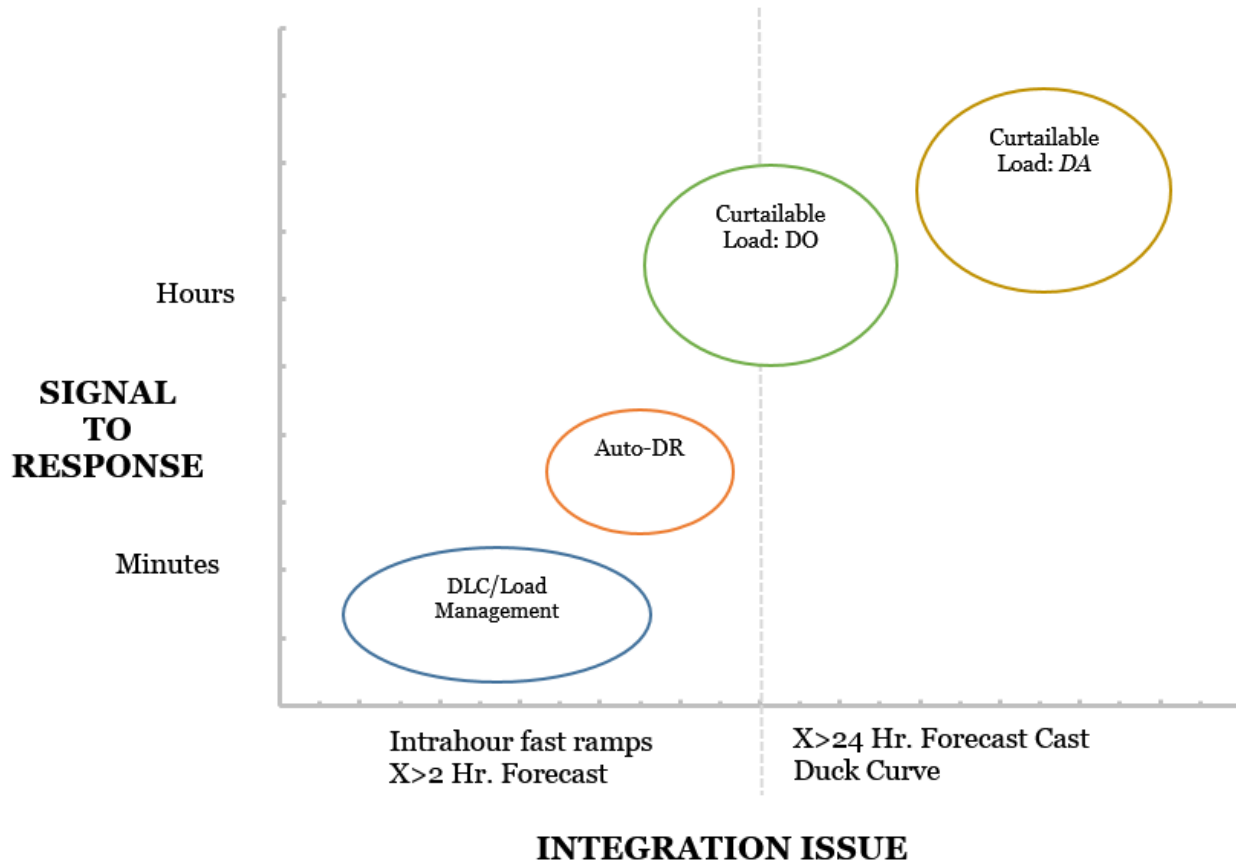 Curtailable
Load: DA
Curtailable
Load: DO
Hours
SIGNAL
TO
RESPONSE
Auto-DR
Minutes
DLC/Load
Management
Intrahour fast ramps
X>2 Hr. Forecast
X>24 Hr. Forecast Cast
Duck Curve
INTEGRATION ISSUE